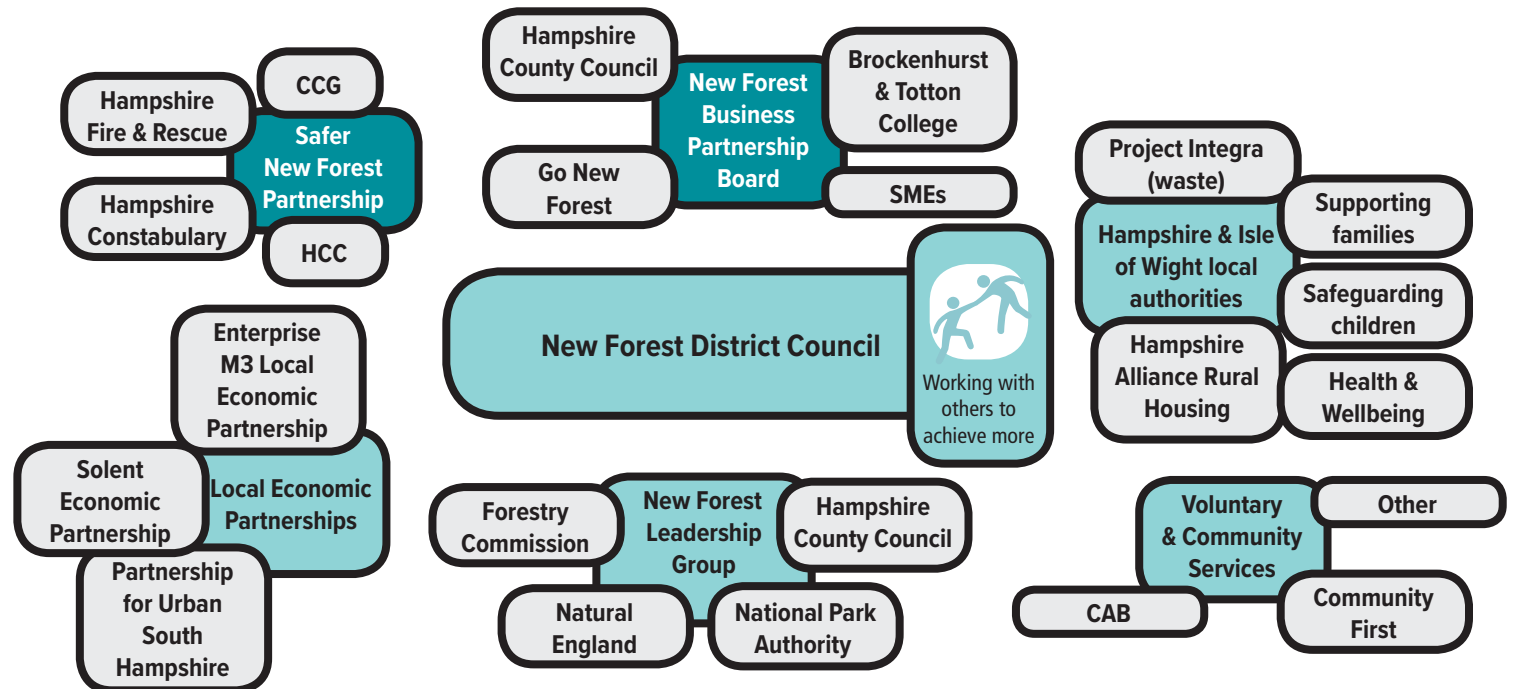 Hampshire
Fire & Rescue
CCG
Safer
New Forest
Partnership
Hampshire
Constabulary
HCC
Hampshire
County Council
New Forest
Business
Partnership
Board
Brockenhurst
& Totton
College
Go New
Forest
SMEs
Project Integra
(waste)
Hampshire & Isle
of Wight local
authorities
Supporting
families
Safeguarding
children
Hampshire
Alliance Rural
Housing
Health &
Wellbeing
New Forest District Council
Working with
others to
achieve more
Enterprise
M3 Local
Economic
Partnership
Solent
Economic
Partnership
Local Economic
Partnerships
Partnership
for Urban
South
Hampshire
Forestry
Commission
New Forest
Leadership
Group
Hampshire
County Council
Natural
England
National Park
Authority
Voluntary
& Community
Services
Other
CAB
Community
First